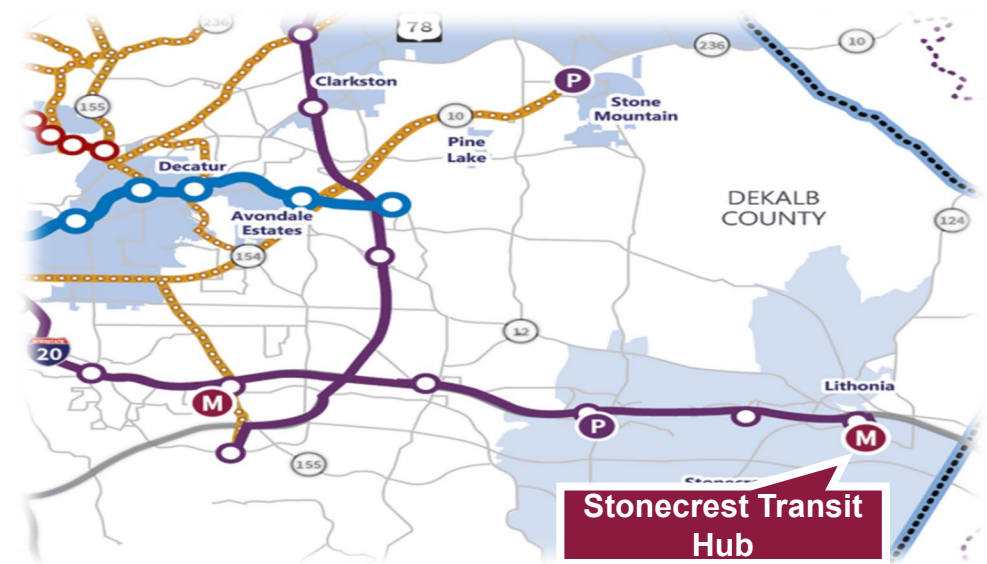 236
78
236
10
Clarkston
155
P
Stone
Mountain
10
Pine
Lake
Decatur
DEKALB
COUNTY
Avondale
Estates
124
154
12
INTERSTATE
20
Lithonia
M
P
M
155
Stonecrest Transit
Hub